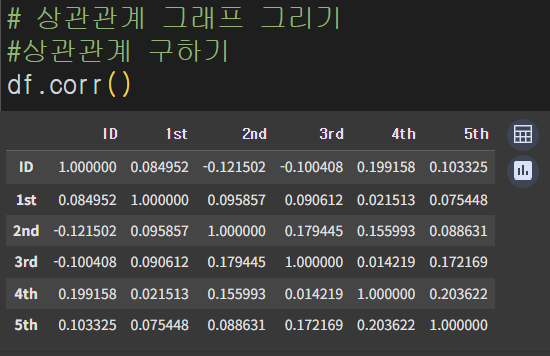 # 상관관계 그래프 그리기
#상관관계 구하기
df.corr()
ID 1st 2nd 3rd 4th 5th
ID 1.000000 0.084952 -0.121502 -0.100408 0.199158 0.103325
1st 0.084952 1.000000 0.095857 0.090612 0.021513 0.075448
2nd -0.121502 0.095857 1.000000 0.179445 0.155993 0.088631
3rd -0.100408 0.090612 0.179445 1.000000 0.014219 0.172169
4th 0.199158 0.021513 0.155993 0.014219 1.000000 0.203622
5th 0.103325 0.075448 0.088631 0.172169 0.203622 1.000000